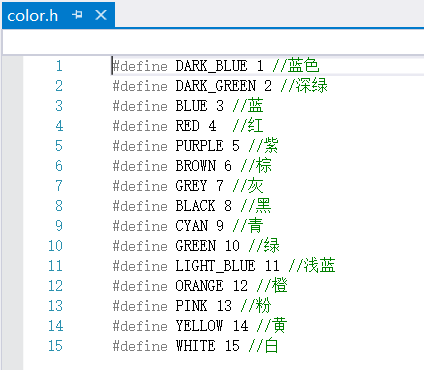 color.h
1 #define DARK_BLUE 1 //蓝色
2 #define DARK_GREEN 2 //深绿
3 #define BLUE 3 //蓝
4 #define RED 4  //红
5 #define PURPLE 5 //紫
6 #define BROWN 6 //棕
7 #define GREY 7 //灰
8 #define BLACK 8 //黑
9 #define CYAN 9 //青
10 #define GREEN 10 //绿
11 #define LIGHT_BLUE 11 //浅蓝
12 #define ORANGE 12 //橙
13 #define PINK 13 //粉
14 #define YELLOW 14 //黄
15 #define WHITE 15 //白